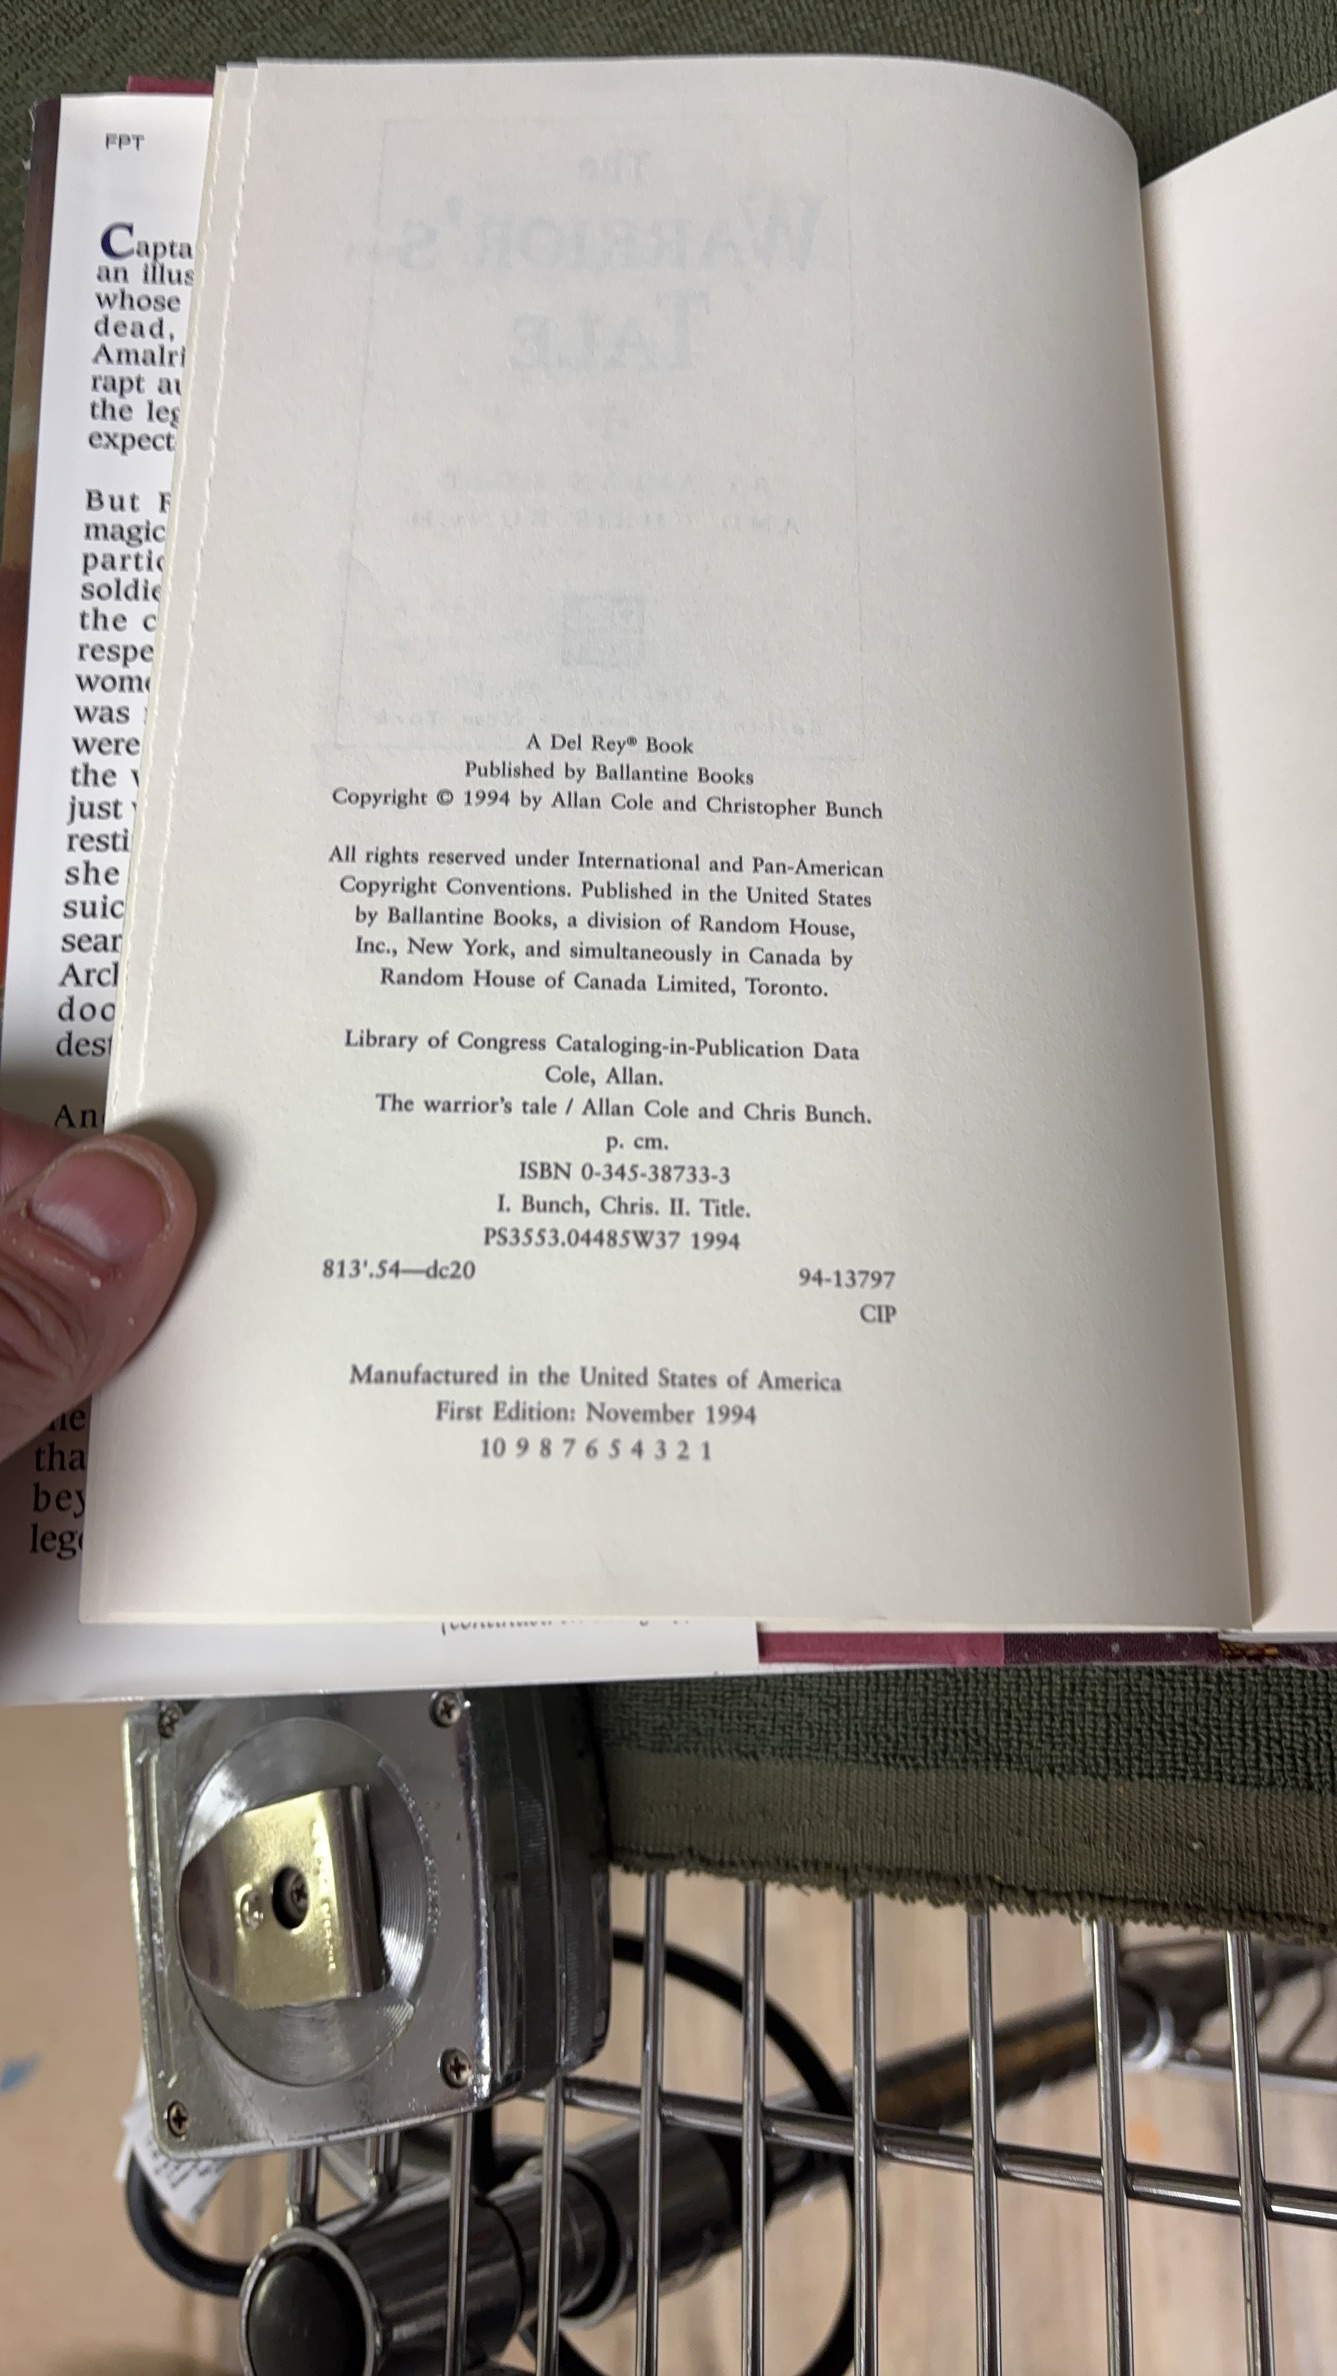 FPT
Capta
an illus
whose
dead,
Amalri
rapt au
the leg
expect
But F
magic
partic
soldie
the c
respe
wome
was
were
the v
just
resti
she
suic
sear
Arcl
doo
dest
And
tha
bey
lege
The
WARRIOR'S
TALE
A Del Rey® Book
Published by Ballantine Books
Copyright © 1994 by Allan Cole and Christopher Bunch
All rights reserved under International and Pan-American
Copyright Conventions. Published in the United States
by Ballantine Books, a division of Random House,
Inc., New York, and simultaneously in Canada by
Random House of Canada Limited, Toronto.
Library of Congress Cataloging-in-Publication Data
Cole, Allan.
The warrior's tale / Allan Cole and Chris Bunch.
p. cm.
ISBN 0-345-38733-3
I. Bunch, Chris. II. Title.
PS3553.04485W37 1994
813'.54—dc20
94-13797
CIP
Manufactured in the United States of America
First Edition: November 1994
10 9 8 7 6 5 4 3 2 1